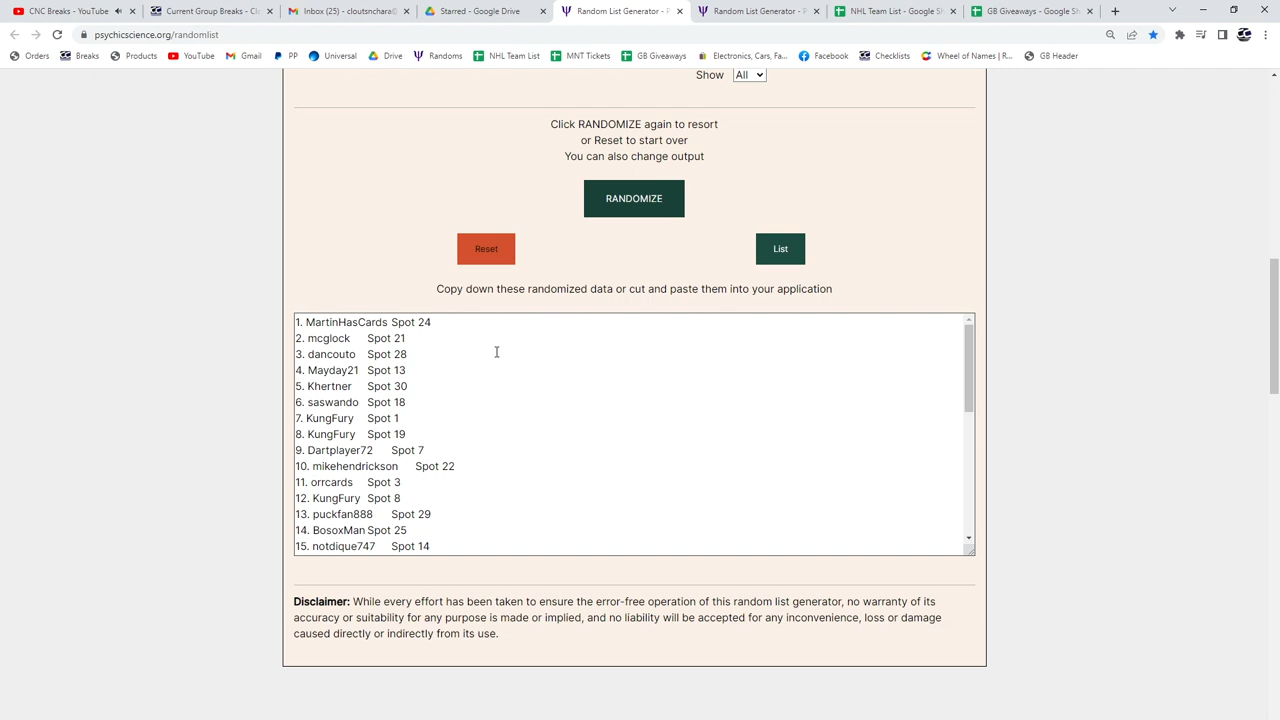 CNC Breaks - YouTube
Current Group Breaks - Cl
Inbox (25) - cloutsnchara@
Starred - Google Drive
Random List Generator - P
Random List Generator - P
NHL Team List - Google Sh
GB Giveaways - Google Sh
psychicscience.org/randomlist
Orders
Breaks
Products
YouTube
Gmail
PP
Universal
Drive
Randoms
NHL Team List
MNT Tickets
GB Giveaways
Electronics, Cars, Fa...
Facebook
Checklists
Wheel of Names | R...
GB Header
Show All
Click RANDOMIZE again to resort
or Reset to start over
You can also change output
RANDOMIZE
Reset
List
Copy down these randomized data or cut and paste them into your application
1. MartinHasCards Spot 24
2. mcglock Spot 21
3. dancouto Spot 28
4. Mayday21 Spot 13
5. Khertner Spot 30
6. saswando Spot 18
7. KungFury Spot 1
8. KungFury Spot 19
9. Dartplayer72 Spot 7
10. mikehendrickson Spot 22
11. orrcards Spot 3
12. KungFury Spot 8
13. puckfan888 Spot 29
14. BosoxMan Spot 25
15. notdique747 Spot 14
Disclaimer: While every effort has been taken to ensure the error-free operation of this random list generator, no warranty of its
accuracy or suitability for any purpose is made or implied, and no liability will be accepted for any inconvenience, loss or damage
caused directly or indirectly from its use.